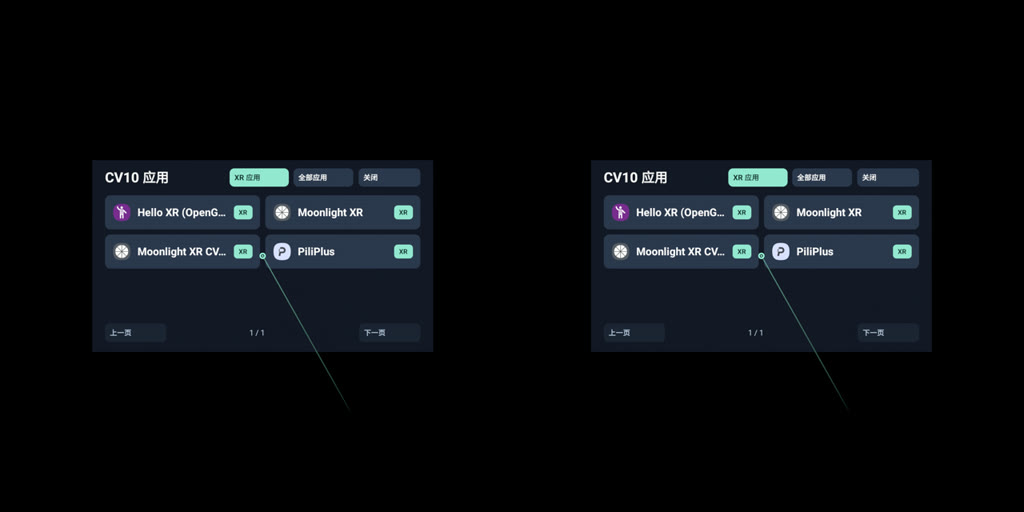 CV10 应用
XR 应用
全部应用
关闭
Hello XR (OpenG...
XR
Moonlight XR
XR
Moonlight XR CV...
XR
PiliPlus
XR
上一页
1 / 1
下一页
CV10 应用
XR 应用
全部应用
关闭
Hello XR (OpenG...
XR
Moonlight XR
XR
Moonlight XR CV...
XR
PiliPlus
XR
上一页
1 / 1
下一页